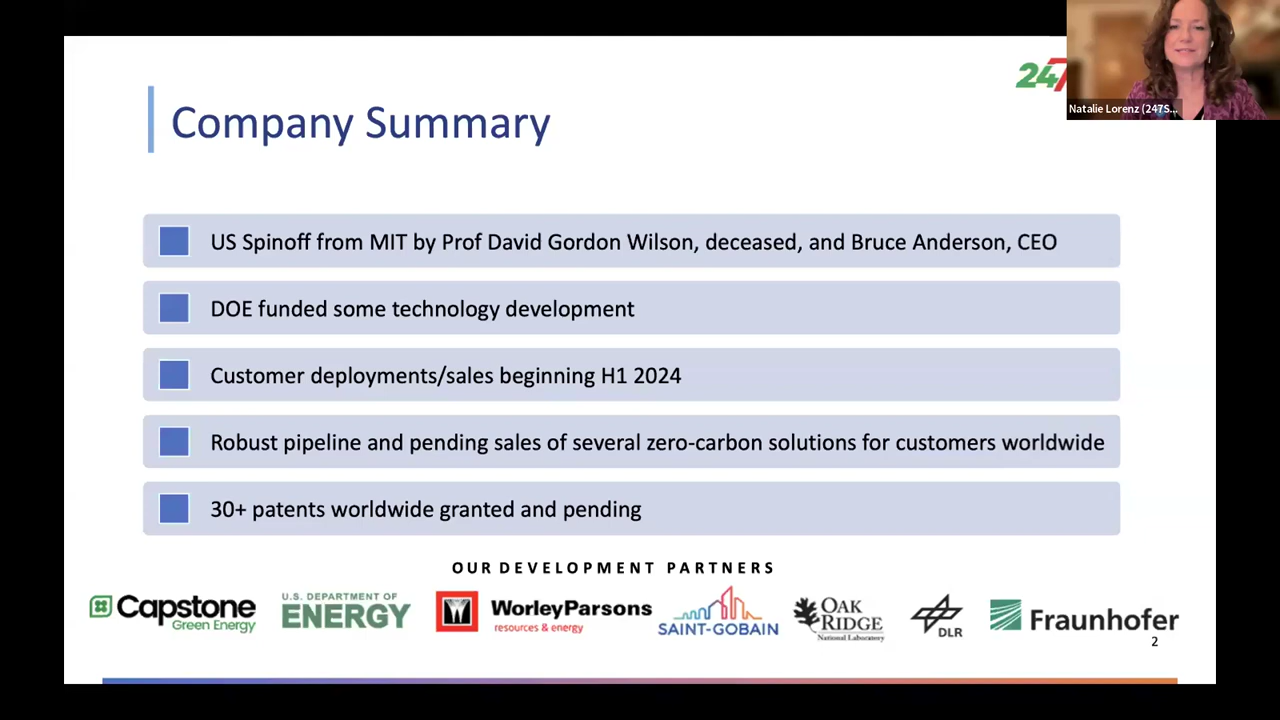 247
Natalie Lorenz (247S...
Company Summary
US Spinoff from MIT by Prof David Gordon Wilson, deceased, and Bruce Anderson, CEO
DOE funded some technology development
Customer deployments/sales beginning H1 2024
Robust pipeline and pending sales of several zero-carbon solutions for customers worldwide
30+ patents worldwide granted and pending
OUR DEVELOPMENT PARTNERS
Capstone
Green Energy
U.S. DEPARTMENT OF
ENERGY
WorleyParsons
resources & energy
SAINT-GOBAIN
OAK
RIDGE
National Laboratory
DLR
Fraunhofer
2